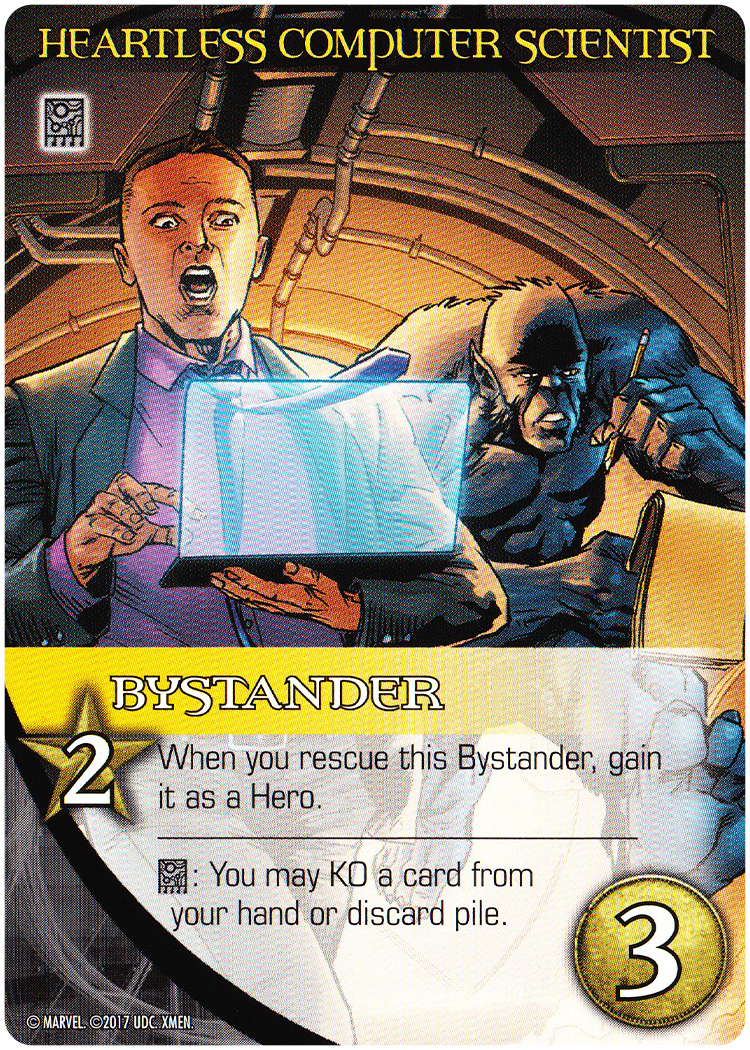 HEARTLESS COMPUTER SCIENTIST
BYSTANDER
2
When you rescue this Bystander, gain
it as a Hero.
: You may KO a card from
your hand or discard pile.
3
© MARVEL. ©2017 UDC. XMEN.